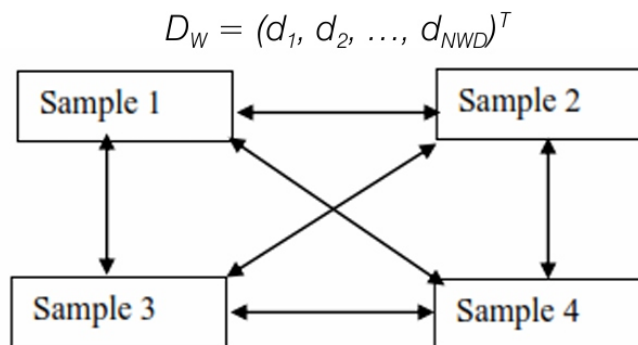 D_W = (d_1, d_2, ..., d_NWD)^T
Sample 1
Sample 2
Sample 3
Sample 4